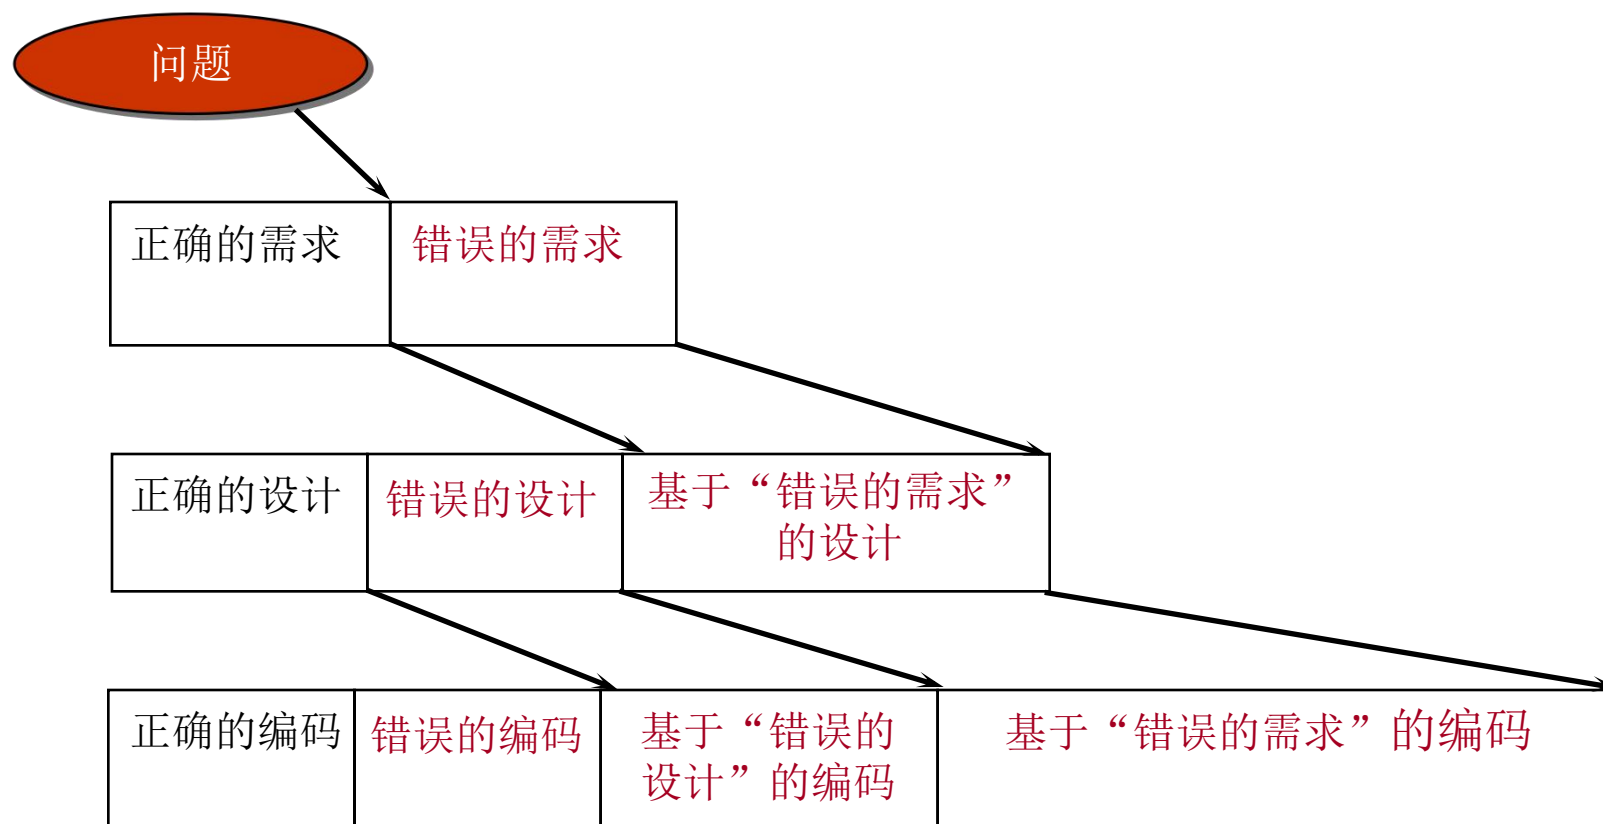 问题
正确的需求
错误的需求
正确的设计
错误的设计
基于“错误的需求”
的设计
正确的编码
错误的编码
基于“错误的
设计”的编码
基于“错误的需求”的编码